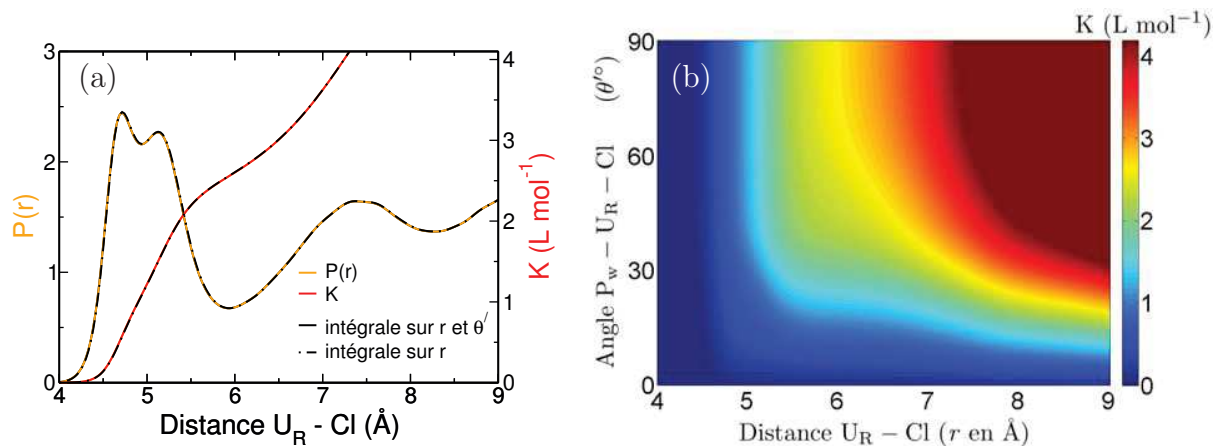 (a)
3
2
1
0
P(r)
4
3
2
1
0
K (L mol⁻¹)
P(r)
K
intégrale sur r et θ′
intégrale sur r
4 5 6 7 8 9
Distance U_R - Cl (Å)
K (L mol⁻¹)
(b)
90
60
30
0
Angle P_w − U_R − Cl (θ′°)
4
3
2
1
0
4 5 6 7 8 9
Distance U_R − Cl (r en Å)